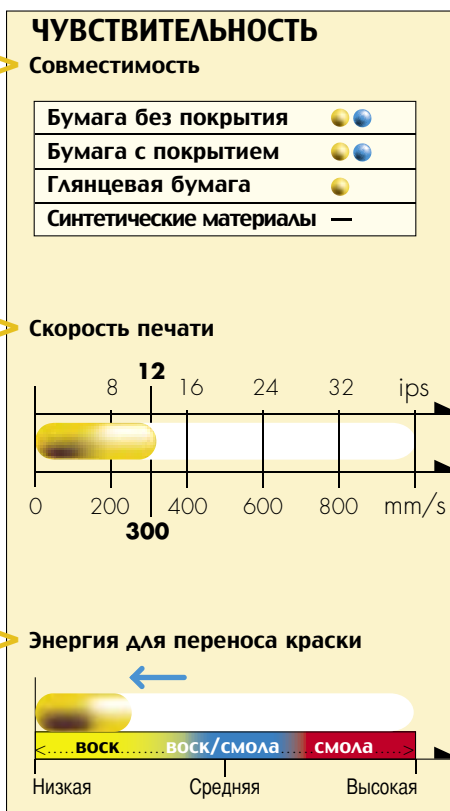 ЧУВСТВИТЕЛЬНОСТЬ
> Совместимость
Бумага без покрытия
Бумага с покрытием
Глянцевая бумага
Синтетические материалы —
> Скорость печати
8 12 16 24 32 ips
0 200 400 600 800 mm/s
300
> Энергия для переноса краски
<......воск........воск/смола......смола.....>
Низкая Средняя Высокая